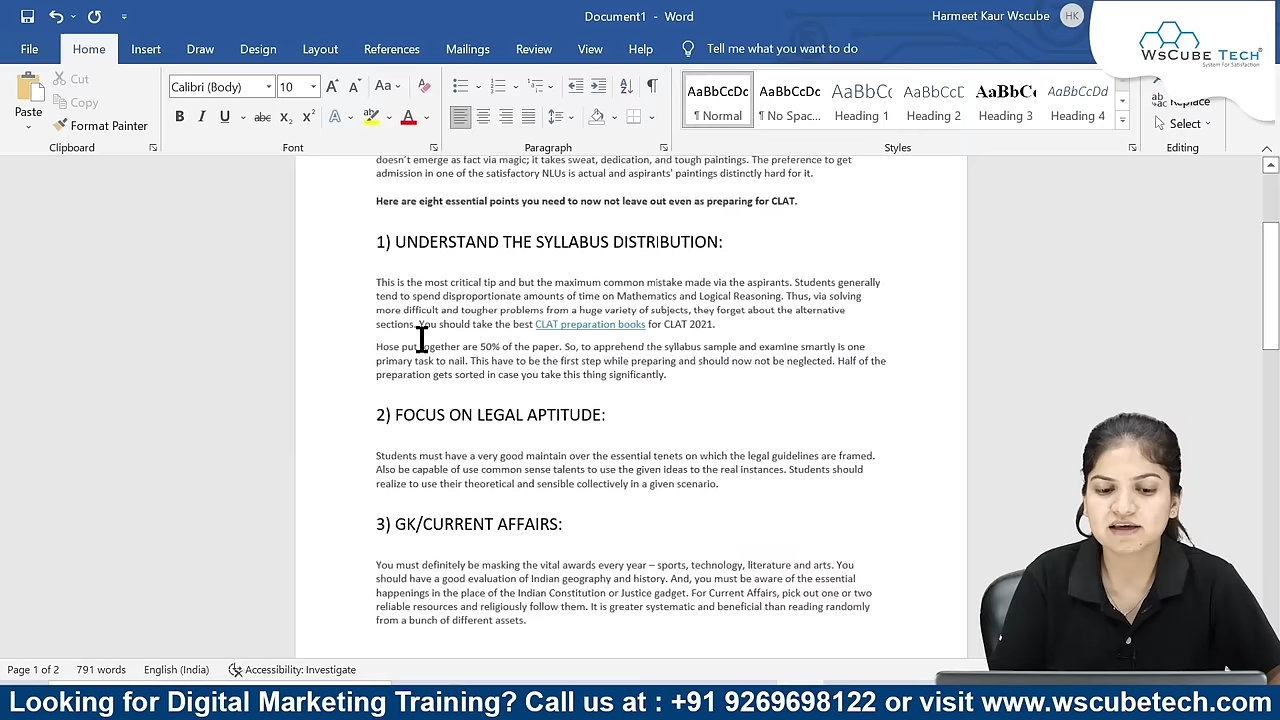 Document1 - Word
Harmeet Kaur Wscube
HK
WSCUBE TECH
System For Satisfaction
File
Home
Insert
Draw
Design
Layout
References
Mailings
Review
View
Help
Tell me what you want to do
Paste
Cut
Copy
Format Painter
Clipboard
Calibri (Body)
10
Font
Paragraph
AaBbCcDc
¶ Normal
AaBbCcDc
¶ No Spac...
AaBbC(
Heading 1
AaBbCcC
Heading 2
AaBbC(
Heading 3
AaBbCcDd
Heading 4
Styles
Replace
Select
Editing
doesn't emerge as fact via magic; it takes sweat, dedication, and tough paintings. The preference to get
admission in one of the satisfactory NLUs is actual and aspirants' paintings distinctly hard for it.
Here are eight essential points you need to now not leave out even as preparing for CLAT.
1) UNDERSTAND THE SYLLABUS DISTRIBUTION:
This is the most critical tip and but the maximum common mistake made via the aspirants. Students generally
tend to spend disproportionate amounts of time on Mathematics and Logical Reasoning. Thus, via solving
more difficult and tougher problems from a huge variety of subjects, they forget about the alternative
sections. You should take the best CLAT preparation books for CLAT 2021.
Hose put together are 50% of the paper. So, to apprehend the syllabus sample and examine smartly is one
primary task to nail. This have to be the first step while preparing and should now not be neglected. Half of the
preparation gets sorted in case you take this thing significantly.
2) FOCUS ON LEGAL APTITUDE:
Students must have a very good maintain over the essential tenets on which the legal guidelines are framed.
Also be capable of use common sense talents to use the given ideas to the real instances. Students should
realize to use their theoretical and sensible collectively in a given scenario.
3) GK/CURRENT AFFAIRS:
You must definitely be masking the vital awards every year – sports, technology, literature and arts. You
should have a good evaluation of Indian geography and history. And, you must be aware of the essential
happenings in the place of the Indian Constitution or Justice gadget. For Current Affairs, pick out one or two
reliable resources and religiously follow them. It is greater systematic and beneficial than reading randomly
from a bunch of different assets.
Page 1 of 2
791 words
English (India)
Accessibility: Investigate
Looking for Digital Marketing Training? Call us at : +91 9269698122 or visit www.wscubetech.com